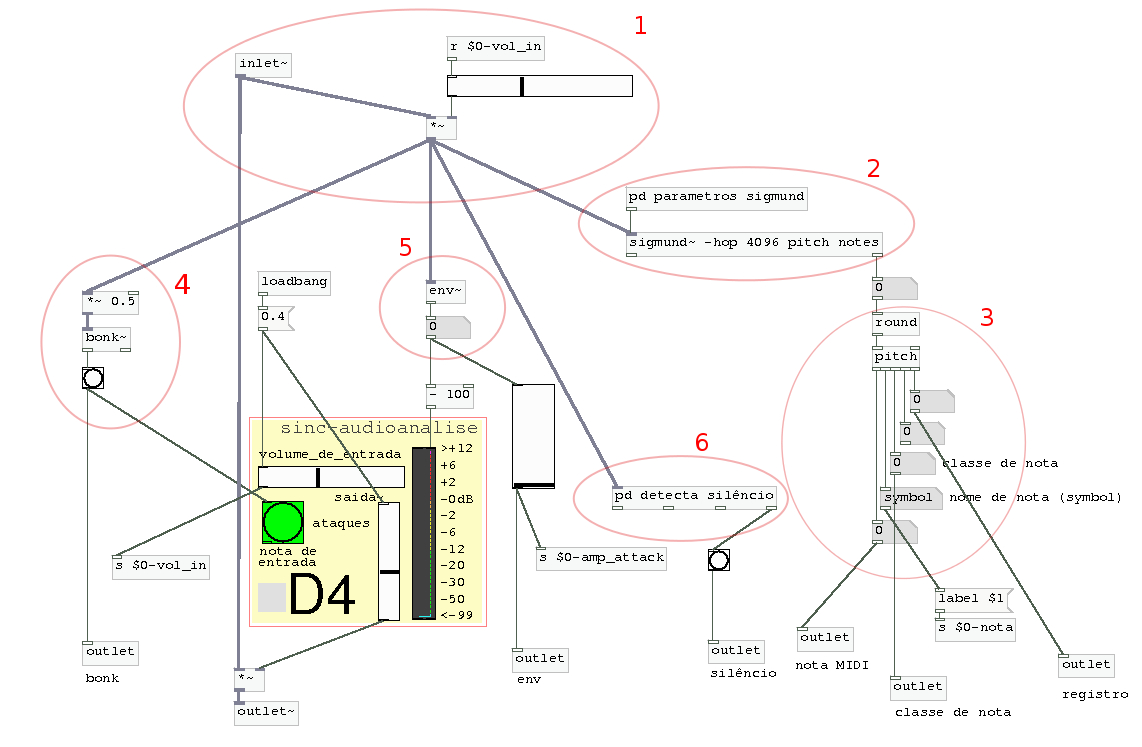 1
r $0-vol_in
inlet~
*~
2
pd parametros sigmund
sigmund~ -hop 4096 pitch notes
5
4
loadbang
env~
0
*~ 0.5
0.4
0
3
round
bonk~
pitch
- 100
0
sinc-audioanalise
0
volume_de_entrada
>+12
+6
+2
-0dB
-2
-6
-12
-20
-30
-50
<-99
6
0
classe de nota
saida
pd detecta silêncio
symbol
nome de nota (symbol)
ataques
0
nota de
entrada
D4
s $0-vol_in
s $0-amp_attack
label $1
s $0-nota
outlet
bonk
outlet
env
outlet
silêncio
outlet
nota MIDI
outlet
registro
*~
outlet~
outlet
classe de nota